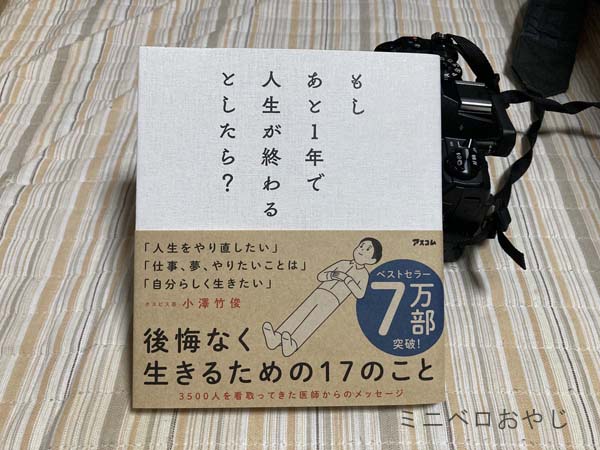 もし
あと1年で
人生が終わる
としたら？
アスコム
「人生をやり直したい」
「仕事、夢、やりたいことは」
「自分らしく生きたい」
ホスピス医 小澤竹俊
ベストセラー
7万部
突破！
後悔なく
生きるための17のこと
3500人を看取ってきた医師からのメッセージ
ミニベロおやじ